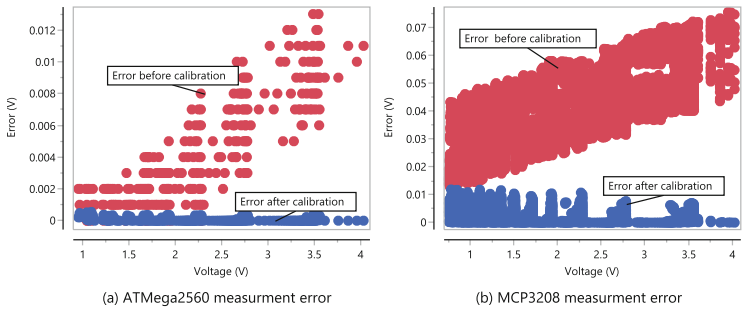 0.012
0.01
0.008
0.006
0.004
0.002
0
Error (V)
Error before calibration
Error after calibration
1 1.5 2 2.5 3 3.5 4
Voltage (V)
(a) ATMega2560 measurment error
0.07
0.06
0.05
0.04
0.03
0.02
0.01
0
Error (V)
Error before calibration
Error after calibration
1 1.5 2 2.5 3 3.5 4
Voltage (V)
(b) MCP3208 measurment error